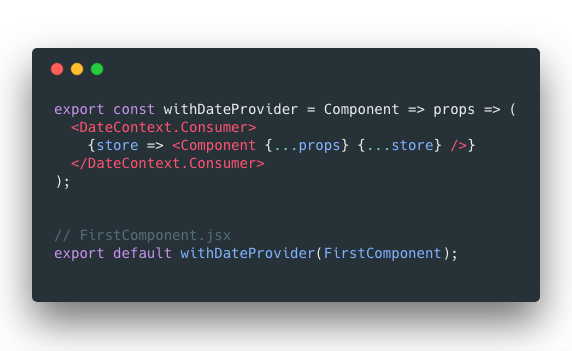 export const withDateProvider = Component => props => (
  <DateContext.Consumer>
    {store => <Component {...props} {...store} />}
  </DateContext.Consumer>
);
// FirstComponent.jsx
export default withDateProvider(FirstComponent);